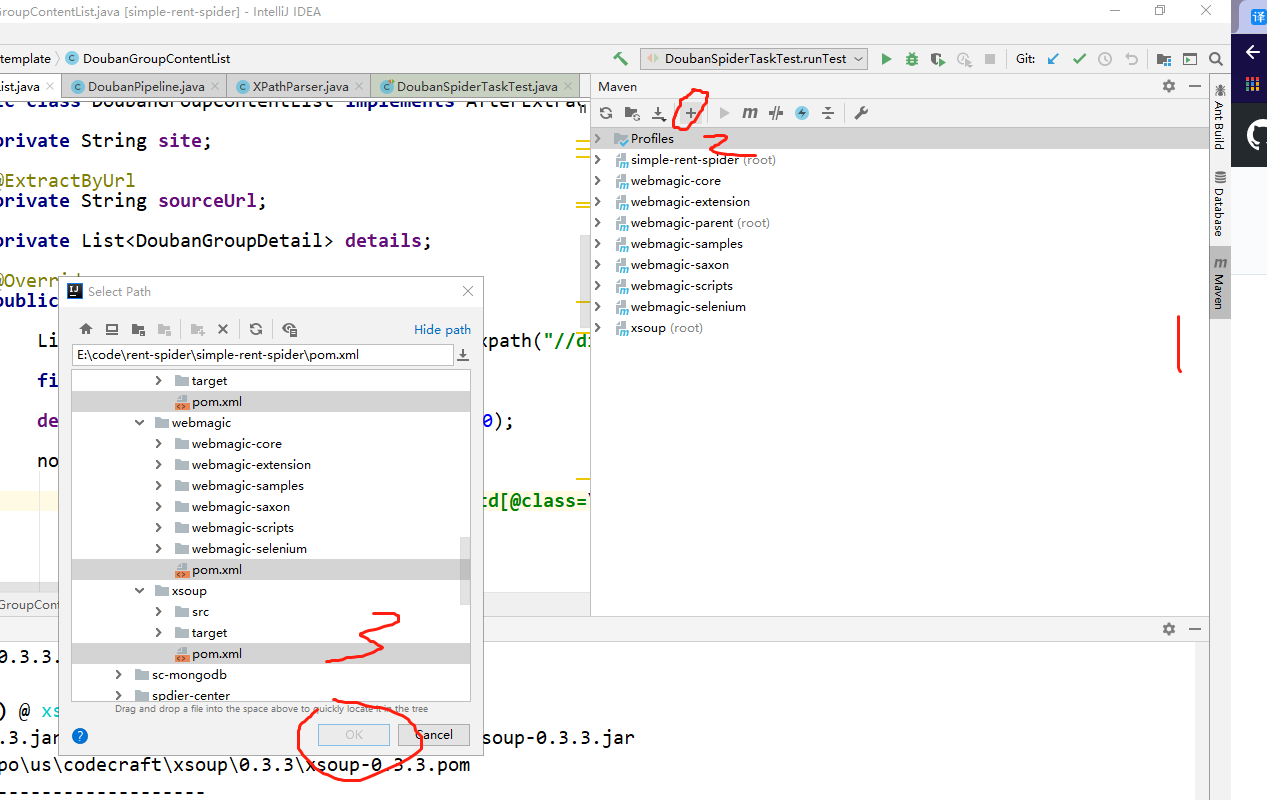 GroupContentList.java [simple-rent-spider] - IntelliJ IDEA
template
DoubanGroupContentList
DoubanSpiderTaskTest.runTest
Git:
ist.java
DoubanPipeline.java
XPathParser.java
DoubanSpiderTaskTest.java
Maven
c class DoubanGroupContentList implements AfterExtra
private String site;
@ExtractByUrl
private String sourceUrl;
private List<DoubanGroupDetail> details;
@Overrid
public
Li
xpath("//di
fi
de
0);
no
td[@class=\
Profiles
simple-rent-spider (root)
webmagic-core
webmagic-extension
webmagic-parent (root)
webmagic-samples
webmagic-saxon
webmagic-scripts
webmagic-selenium
xsoup (root)
2
1
Ant Build
Database
m Maven
译
Select Path
Hide path
E:\code\rent-spider\simple-rent-spider\pom.xml
target
pom.xml
webmagic
webmagic-core
webmagic-extension
webmagic-samples
webmagic-saxon
webmagic-scripts
webmagic-selenium
pom.xml
xsoup
src
target
pom.xml
sc-mongodb
spdier-center
3
Drag and drop a file into the space above to quickly locate it in the tree
OK
Cancel
GroupCont
0.3.3.
) @ xs
3.3.jar
soup-0.3.3.jar
po\us\codecraft\xsoup\0.3.3\xsoup-0.3.3.pom
-------------------